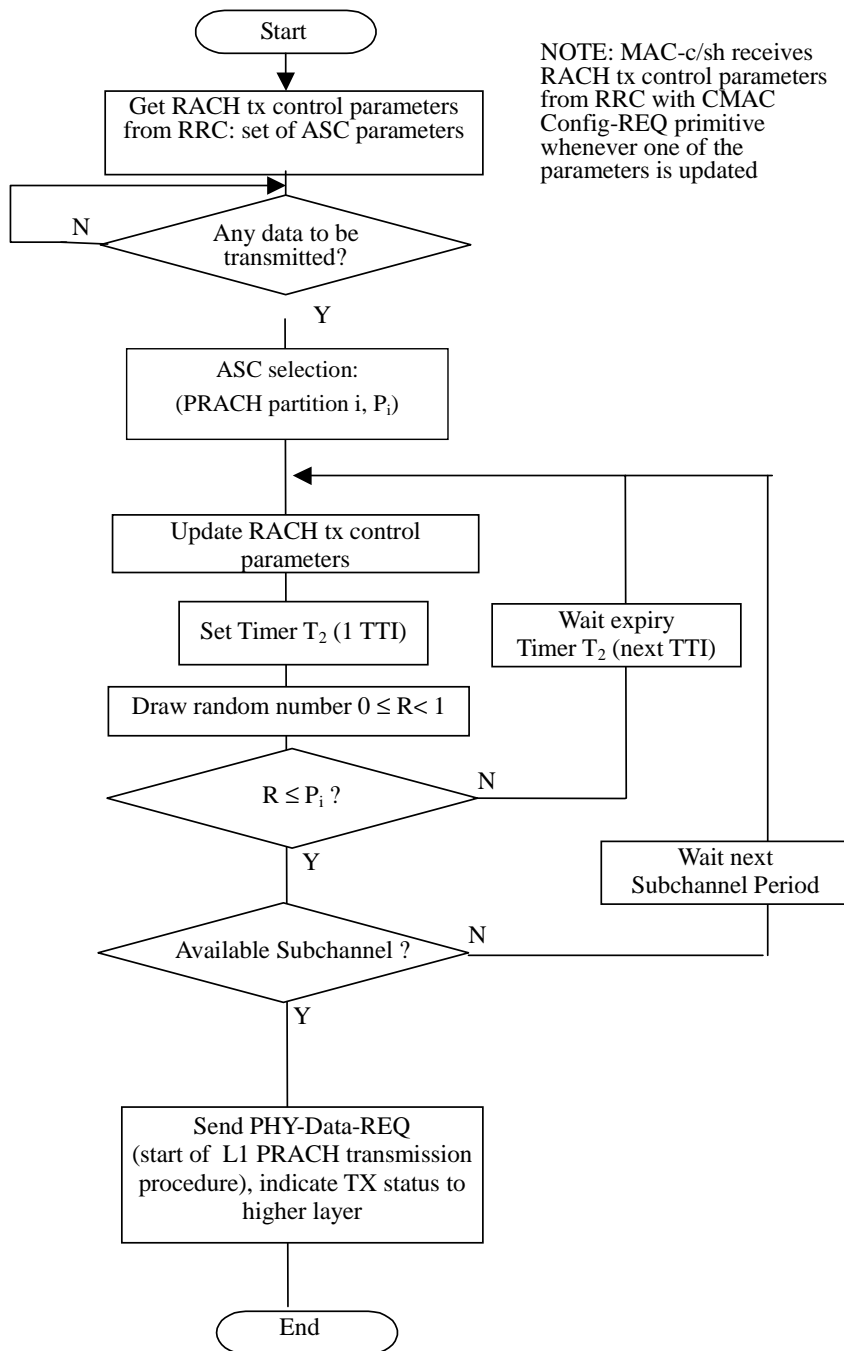 Start
NOTE: MAC-c/sh receives
RACH tx control parameters
from RRC with CMAC
Config-REQ primitive
whenever one of the
parameters is updated
Get RACH tx control parameters
from RRC: set of ASC parameters
N
Any data to be
transmitted?
Y
ASC selection:
(PRACH partition i, Pi)
Update RACH tx control
parameters
Set Timer T2 (1 TTI)
Wait expiry
Timer T2 (next TTI)
Draw random number 0 ≤ R< 1
R ≤ Pi ?
N
Y
Wait next
Subchannel Period
Available Subchannel ?
N
Y
Send PHY-Data-REQ
(start of L1 PRACH transmission
procedure), indicate TX status to
higher layer
End